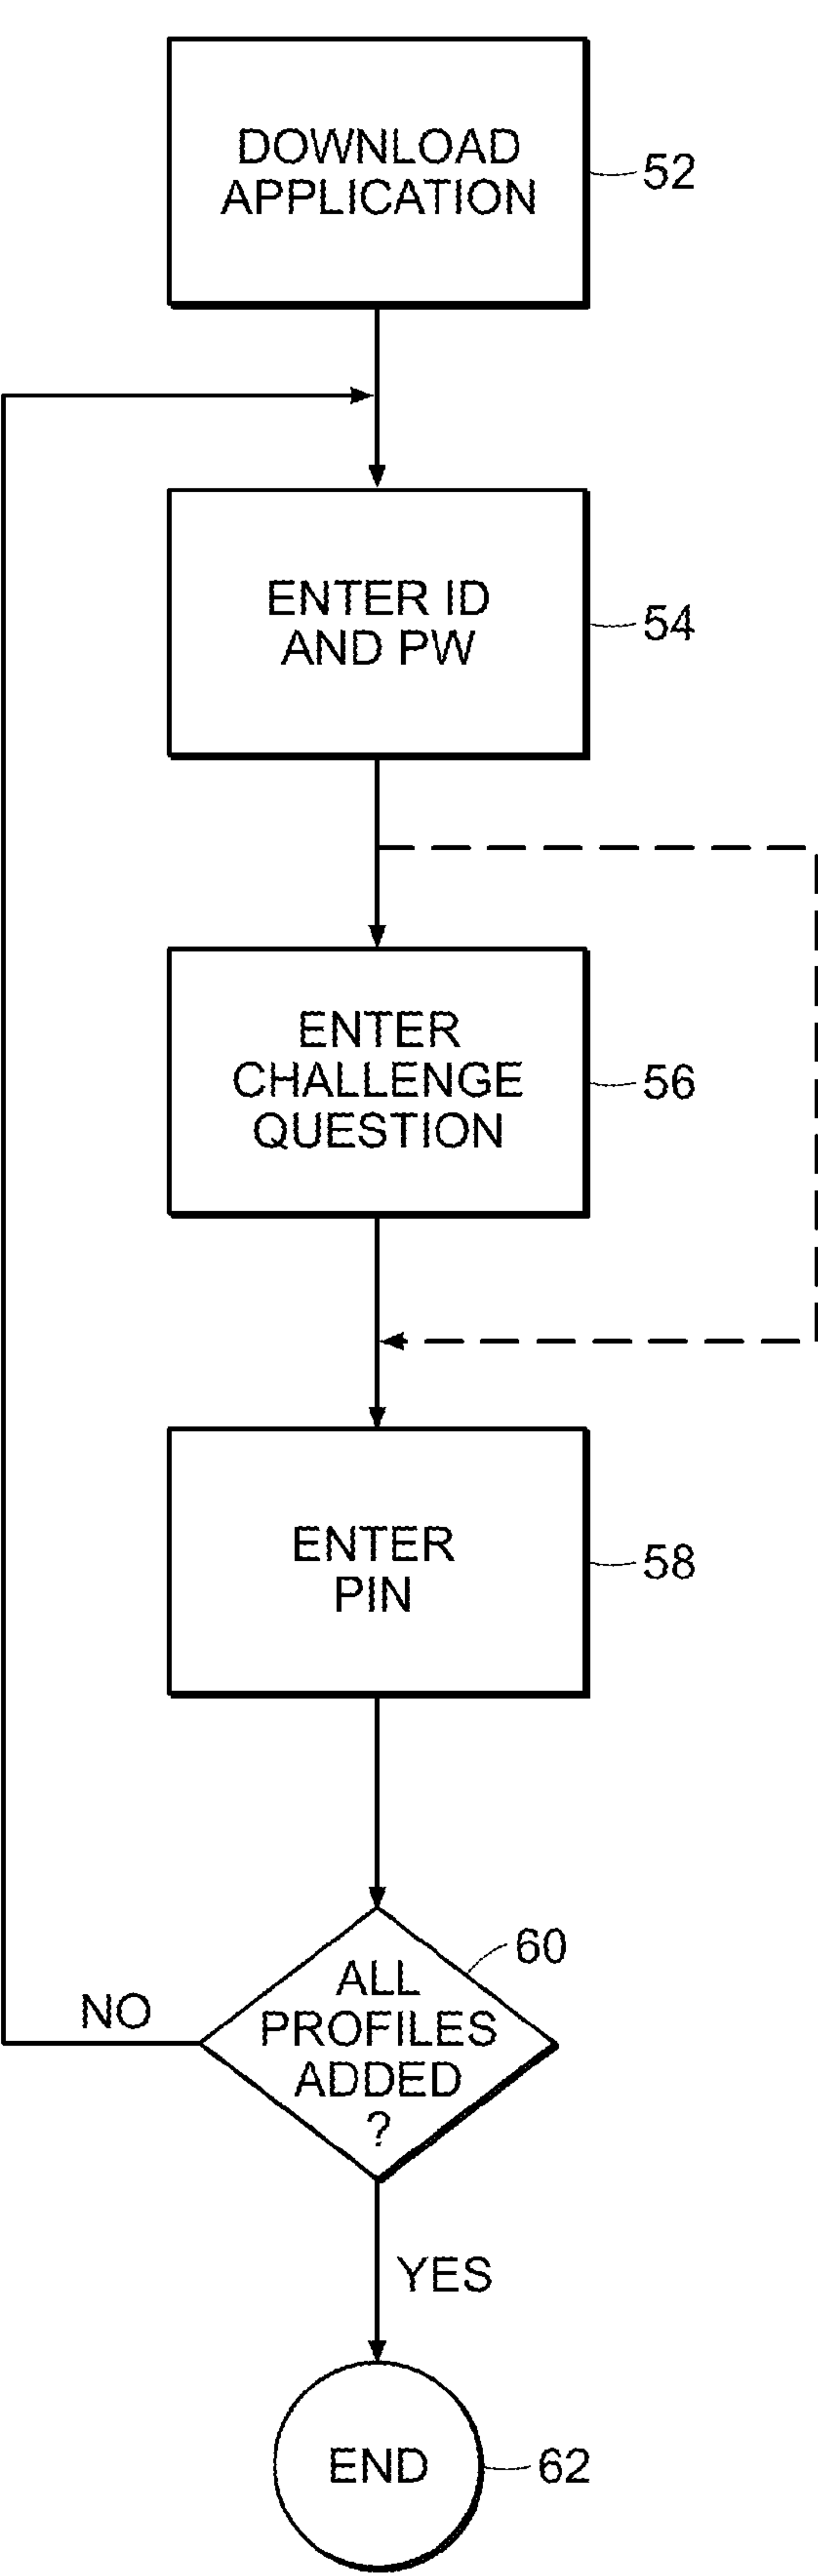 DOWNLOAD
APPLICATION
52
ENTER ID
AND PW
54
ENTER
CHALLENGE
QUESTION
56
ENTER
PIN
58
60
ALL
PROFILES
ADDED
?
NO
YES
END
62